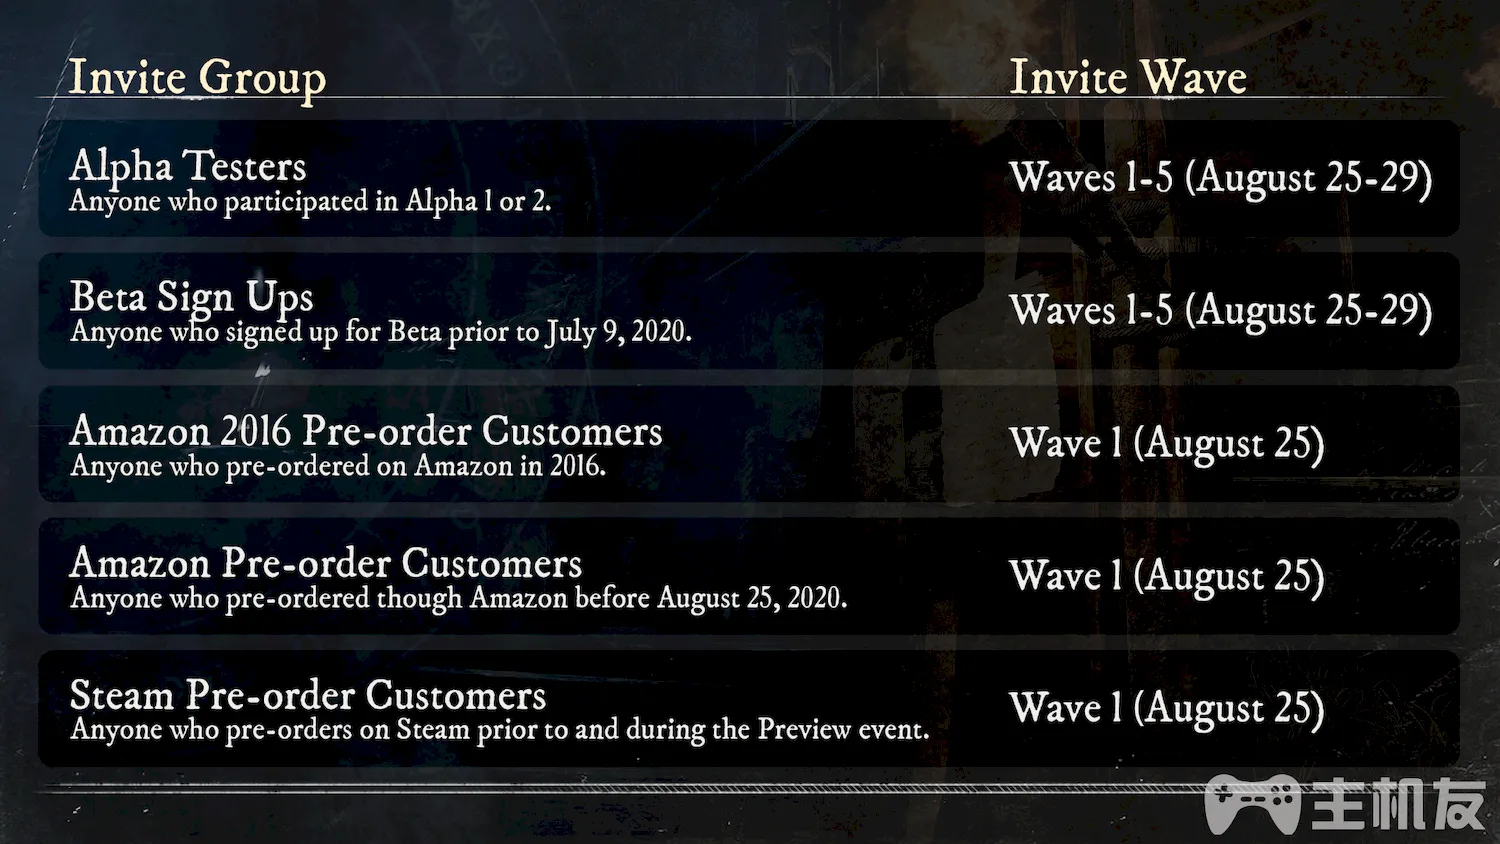 Invite Group
Invite Wave
Alpha Testers
Anyone who participated in Alpha 1 or 2.
Waves 1-5 (August 25-29)
Beta Sign Ups
Anyone who signed up for Beta prior to July 9, 2020.
Waves 1-5 (August 25-29)
Amazon 2016 Pre-order Customers
Anyone who pre-ordered on Amazon in 2016.
Wave 1 (August 25)
Amazon Pre-order Customers
Anyone who pre-ordered though Amazon before August 25, 2020.
Wave 1 (August 25)
Steam Pre-order Customers
Anyone who pre-orders on Steam prior to and during the Preview event.
Wave 1 (August 25)
主机友